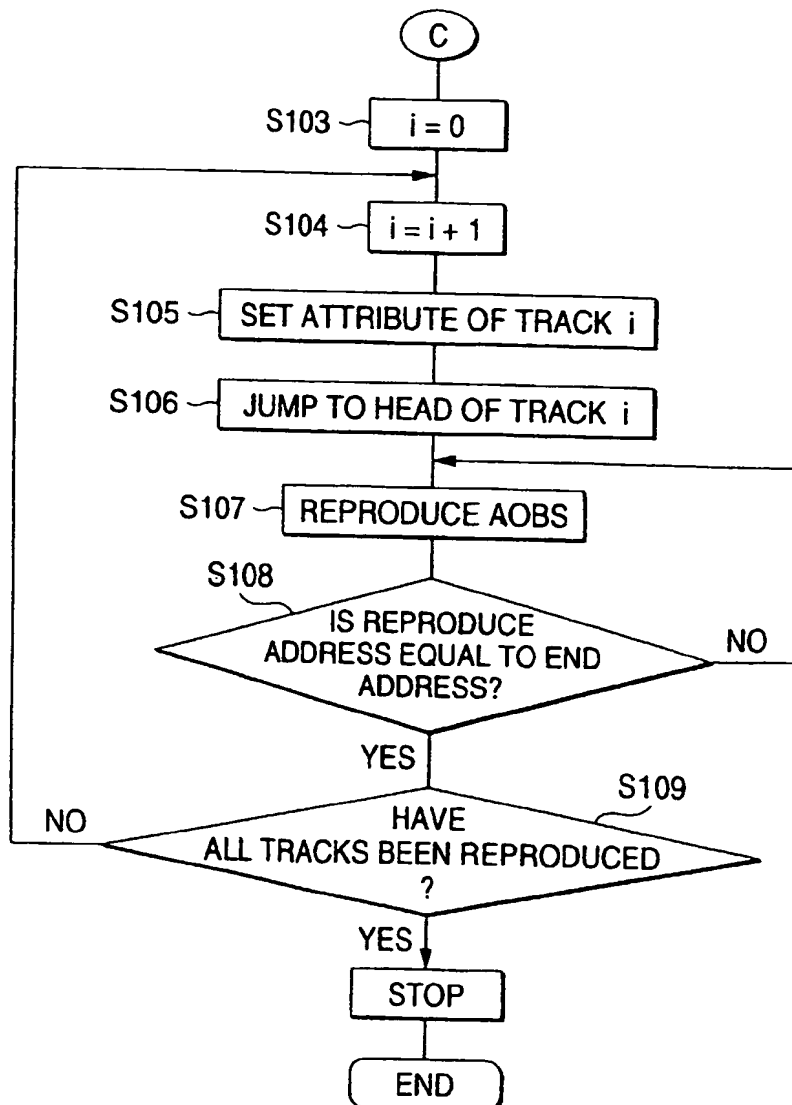 C
S103
i = 0
S104
i = i + 1
S105
SET ATTRIBUTE OF TRACK i
S106
JUMP TO HEAD OF TRACK i
S107
REPRODUCE AOBS
S108
IS REPRODUCE
ADDRESS EQUAL TO END
ADDRESS?
NO
YES
S109
HAVE
ALL TRACKS BEEN REPRODUCED
?
NO
YES
STOP
END